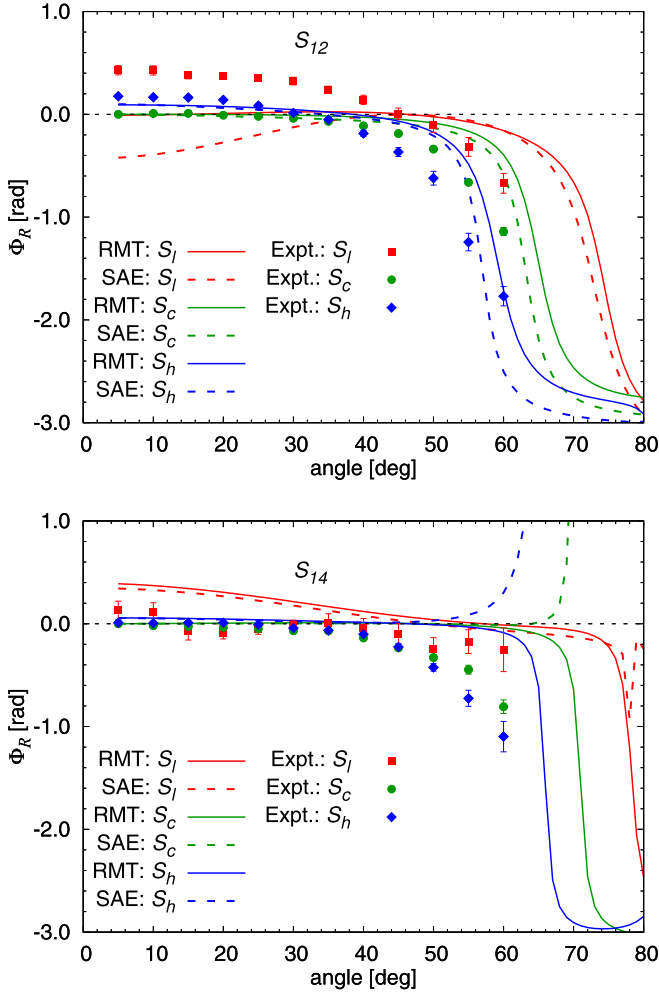 S12
1.0
0.0
-1.0
-2.0
-3.0
ΦR [rad]
RMT: Sl
SAE: Sl
RMT: Sc
SAE: Sc
RMT: Sh
SAE: Sh
Expt.: Sl
Expt.: Sc
Expt.: Sh
0 10 20 30 40 50 60 70 80
angle [deg]
S14
1.0
0.0
-1.0
-2.0
-3.0
ΦR [rad]
RMT: Sl
SAE: Sl
RMT: Sc
SAE: Sc
RMT: Sh
SAE: Sh
Expt.: Sl
Expt.: Sc
Expt.: Sh
0 10 20 30 40 50 60 70 80
angle [deg]